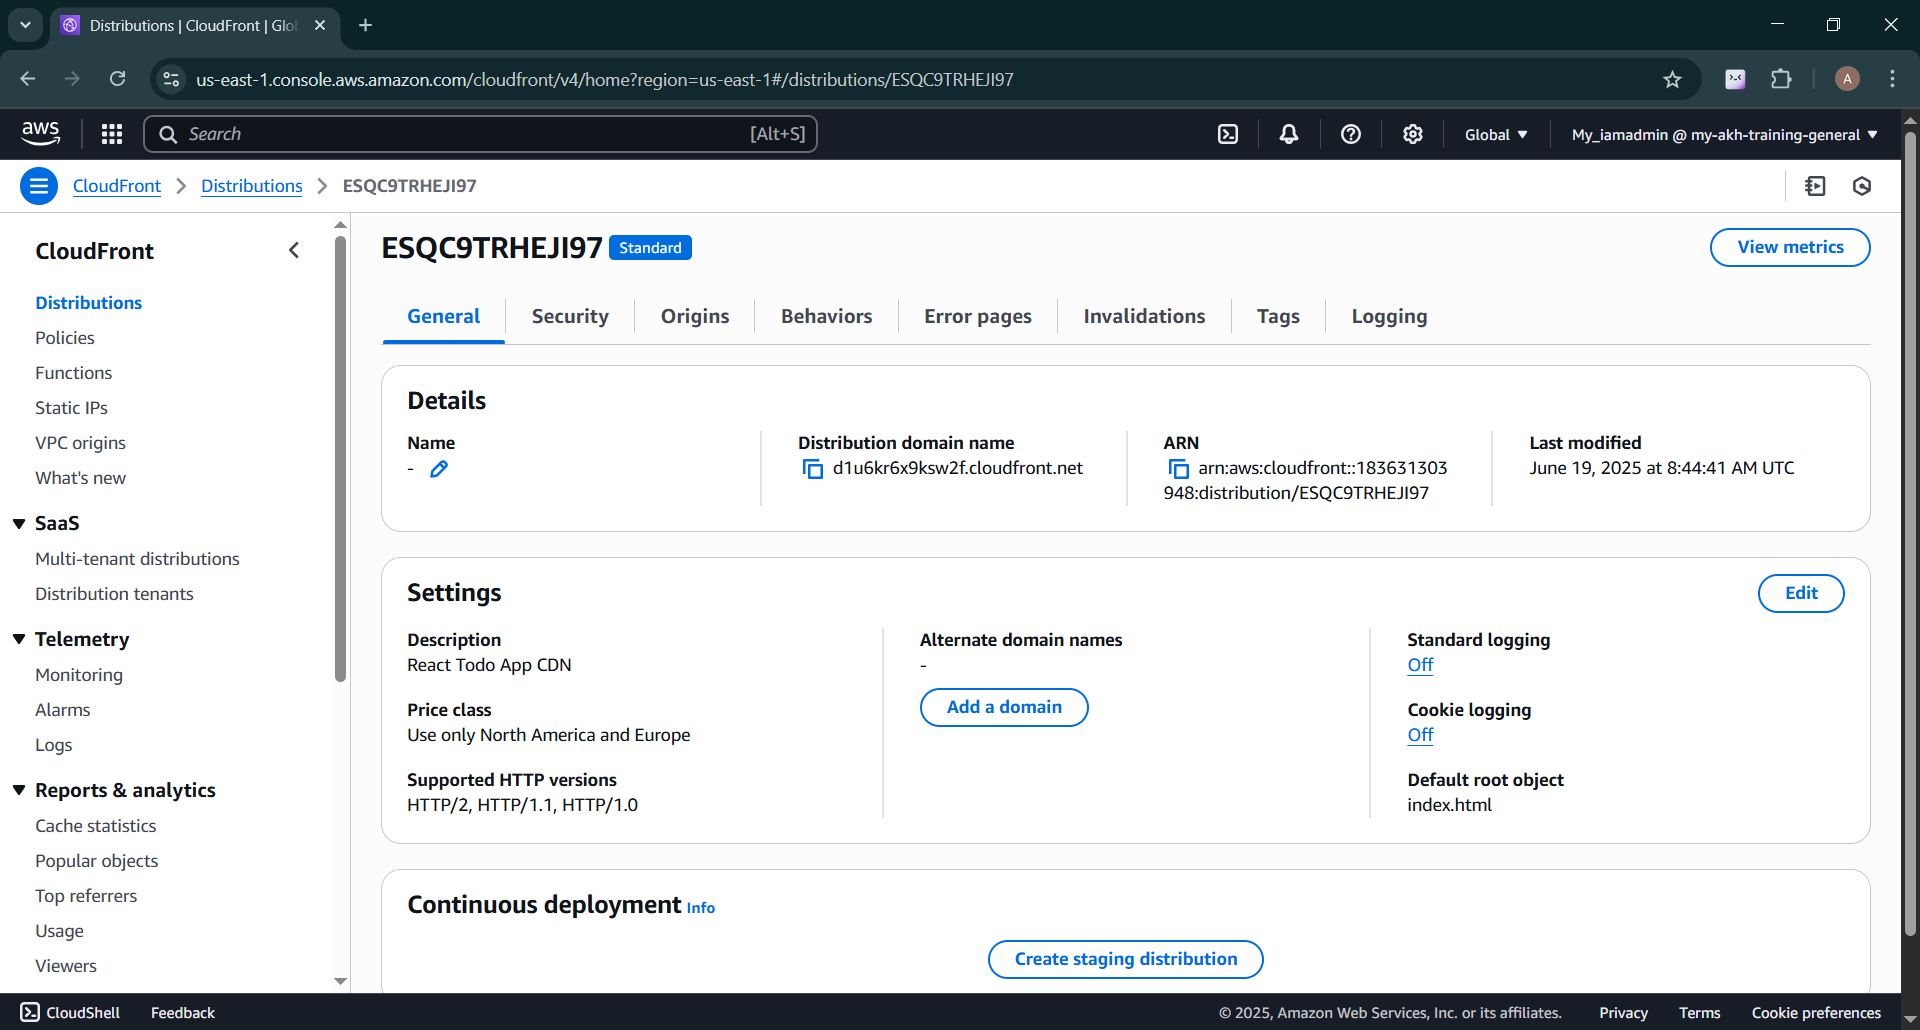 Distributions | CloudFront | Glo
us-east-1.console.aws.amazon.com/cloudfront/v4/home?region=us-east-1#/distributions/ESQC9TRHEJI97
A
aws
Search
[Alt+S]
Global
My_iamadmin @ my-akh-training-general
CloudFront
Distributions
ESQC9TRHEJI97
CloudFront
Distributions
Policies
Functions
Static IPs
VPC origins
What's new
SaaS
Multi-tenant distributions
Distribution tenants
Telemetry
Monitoring
Alarms
Logs
Reports & analytics
Cache statistics
Popular objects
Top referrers
Usage
Viewers
ESQC9TRHEJI97
Standard
View metrics
General
Security
Origins
Behaviors
Error pages
Invalidations
Tags
Logging
Details
Name
-
Distribution domain name
d1u6kr6x9ksw2f.cloudfront.net
ARN
arn:aws:cloudfront::183631303
948:distribution/ESQC9TRHEJI97
Last modified
June 19, 2025 at 8:44:41 AM UTC
Settings
Edit
Description
React Todo App CDN
Price class
Use only North America and Europe
Supported HTTP versions
HTTP/2, HTTP/1.1, HTTP/1.0
Alternate domain names
-
Add a domain
Standard logging
Off
Cookie logging
Off
Default root object
index.html
Continuous deployment Info
Create staging distribution
CloudShell
Feedback
© 2025, Amazon Web Services, Inc. or its affiliates.
Privacy
Terms
Cookie preferences